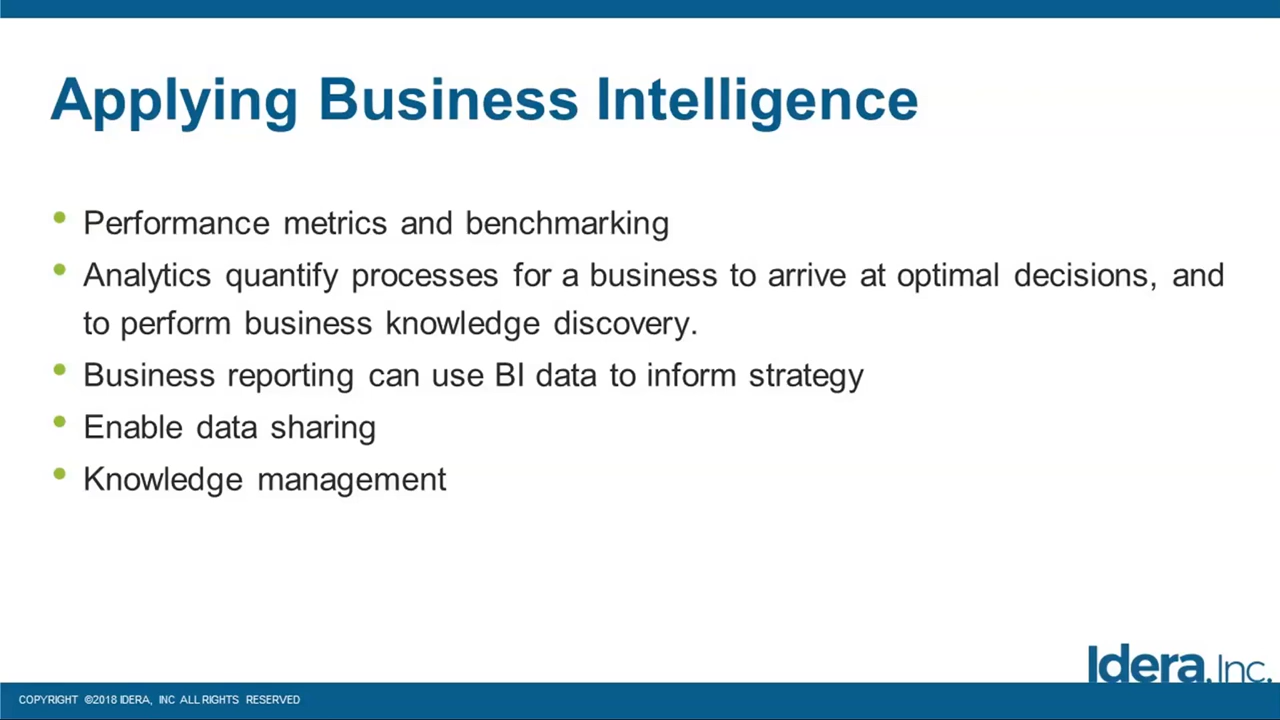 Applying Business Intelligence
• Performance metrics and benchmarking
• Analytics quantify processes for a business to arrive at optimal decisions, and
to perform business knowledge discovery.
• Business reporting can use BI data to inform strategy
• Enable data sharing
• Knowledge management
Idera, Inc.
COPYRIGHT ©2018 IDERA, INC ALL RIGHTS RESERVED